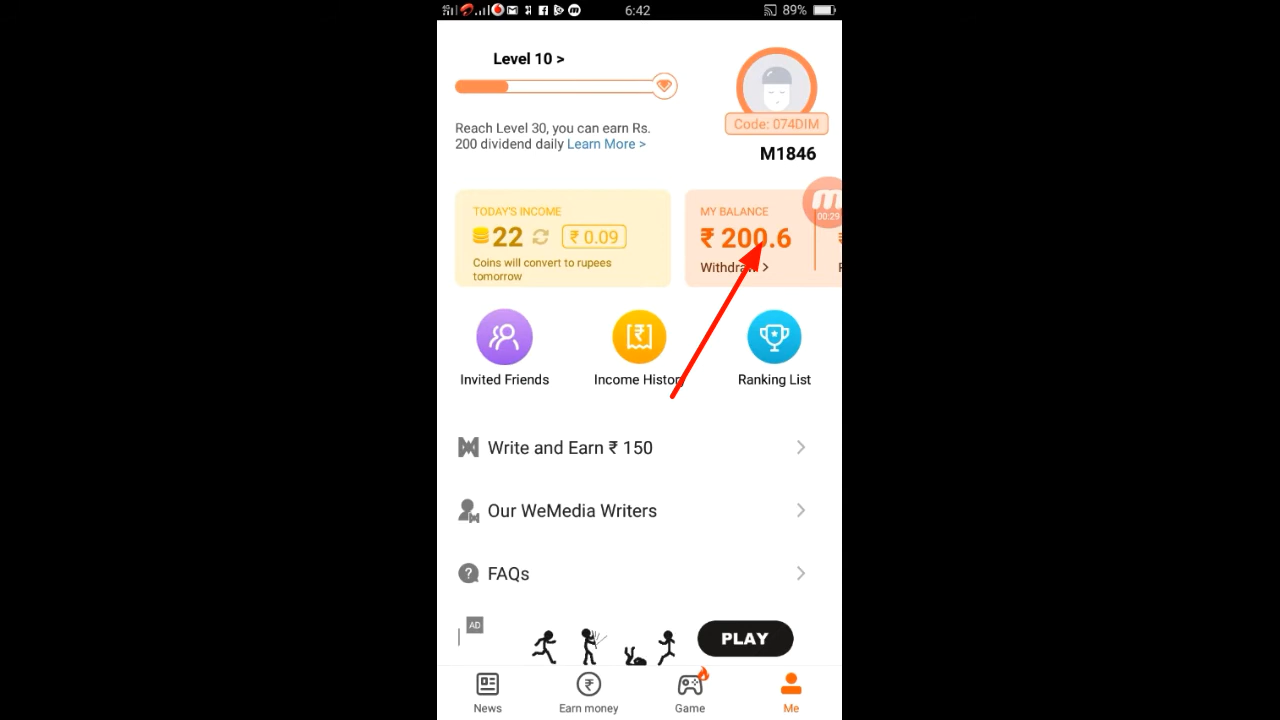 6:42
89%
Level 10 >
Reach Level 30, you can earn Rs.
200 dividend daily Learn More >
Code: 074DIM
M1846
TODAY'S INCOME
22 ₹ 0.09
Coins will convert to rupees
tomorrow
MY BALANCE
₹ 200.6
Withdraw >
00:29
Invited Friends
Income History
Ranking List
Write and Earn ₹ 150
Our WeMedia Writers
FAQs
AD
PLAY
News
Earn money
Game
Me